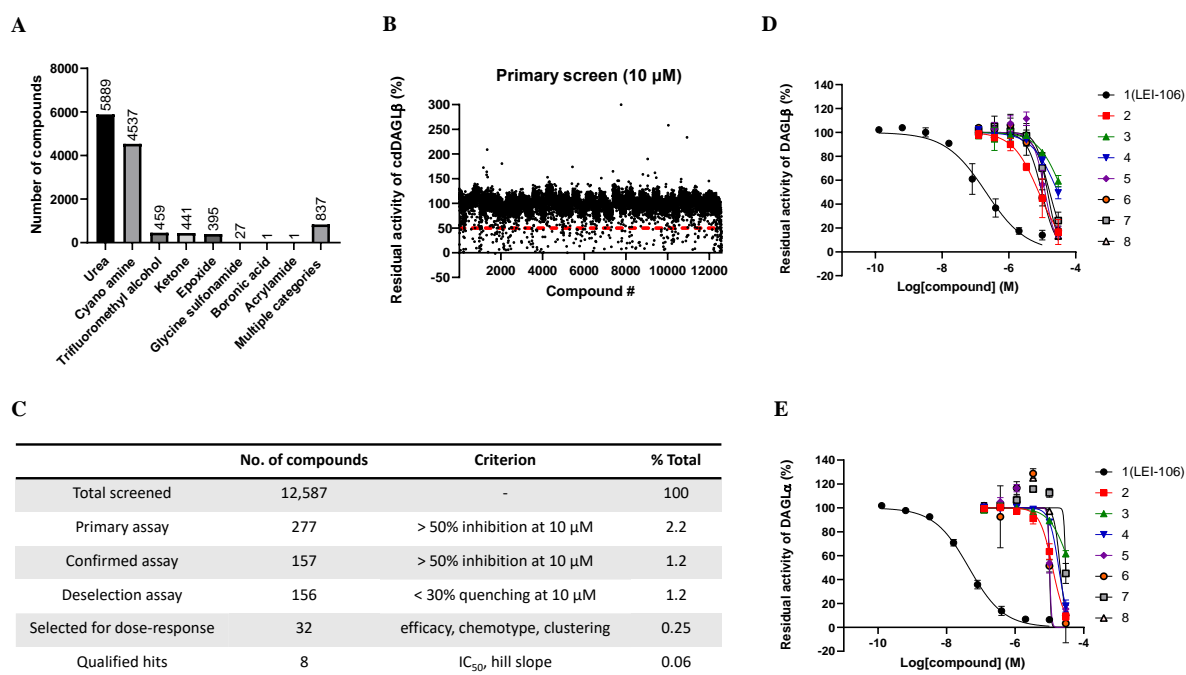 A
Number of compounds
8000
6000
4000
2000
0
5889
4537
459
441
395
27
1
1
837
Urea
Cyano amine
Trifluoromethyl alcohol
Ketone
Epoxide
Glycine sulfonamide
Boronic acid
Acrylamide
Multiple categories
B
Primary screen (10 µM)
Residual activity of cdDAGLβ (%)
300
250
200
150
100
50
0
-50
2000 4000 6000 8000 10000 12000
Compound #
D
Residual activity of DAGLβ (%)
140
120
100
80
60
40
20
0
-20
-10 -8 -6 -4
Log[compound] (M)
1(LEI-106)
2
3
4
5
6
7
8
C
No. of compounds Criterion % Total
Total screened 12,587 - 100
Primary assay 277 > 50% inhibition at 10 µM 2.2
Confirmed assay 157 > 50% inhibition at 10 µM 1.2
Deselection assay 156 < 30% quenching at 10 µM 1.2
Selected for dose-response 32 efficacy, chemotype, clustering 0.25
Qualified hits 8 IC50, hill slope 0.06
E
Residual activity of DAGLα (%)
140
120
100
80
60
40
20
0
-20
-10 -8 -6 -4
Log[compound] (M)
1(LEI-106)
2
3
4
5
6
7
8